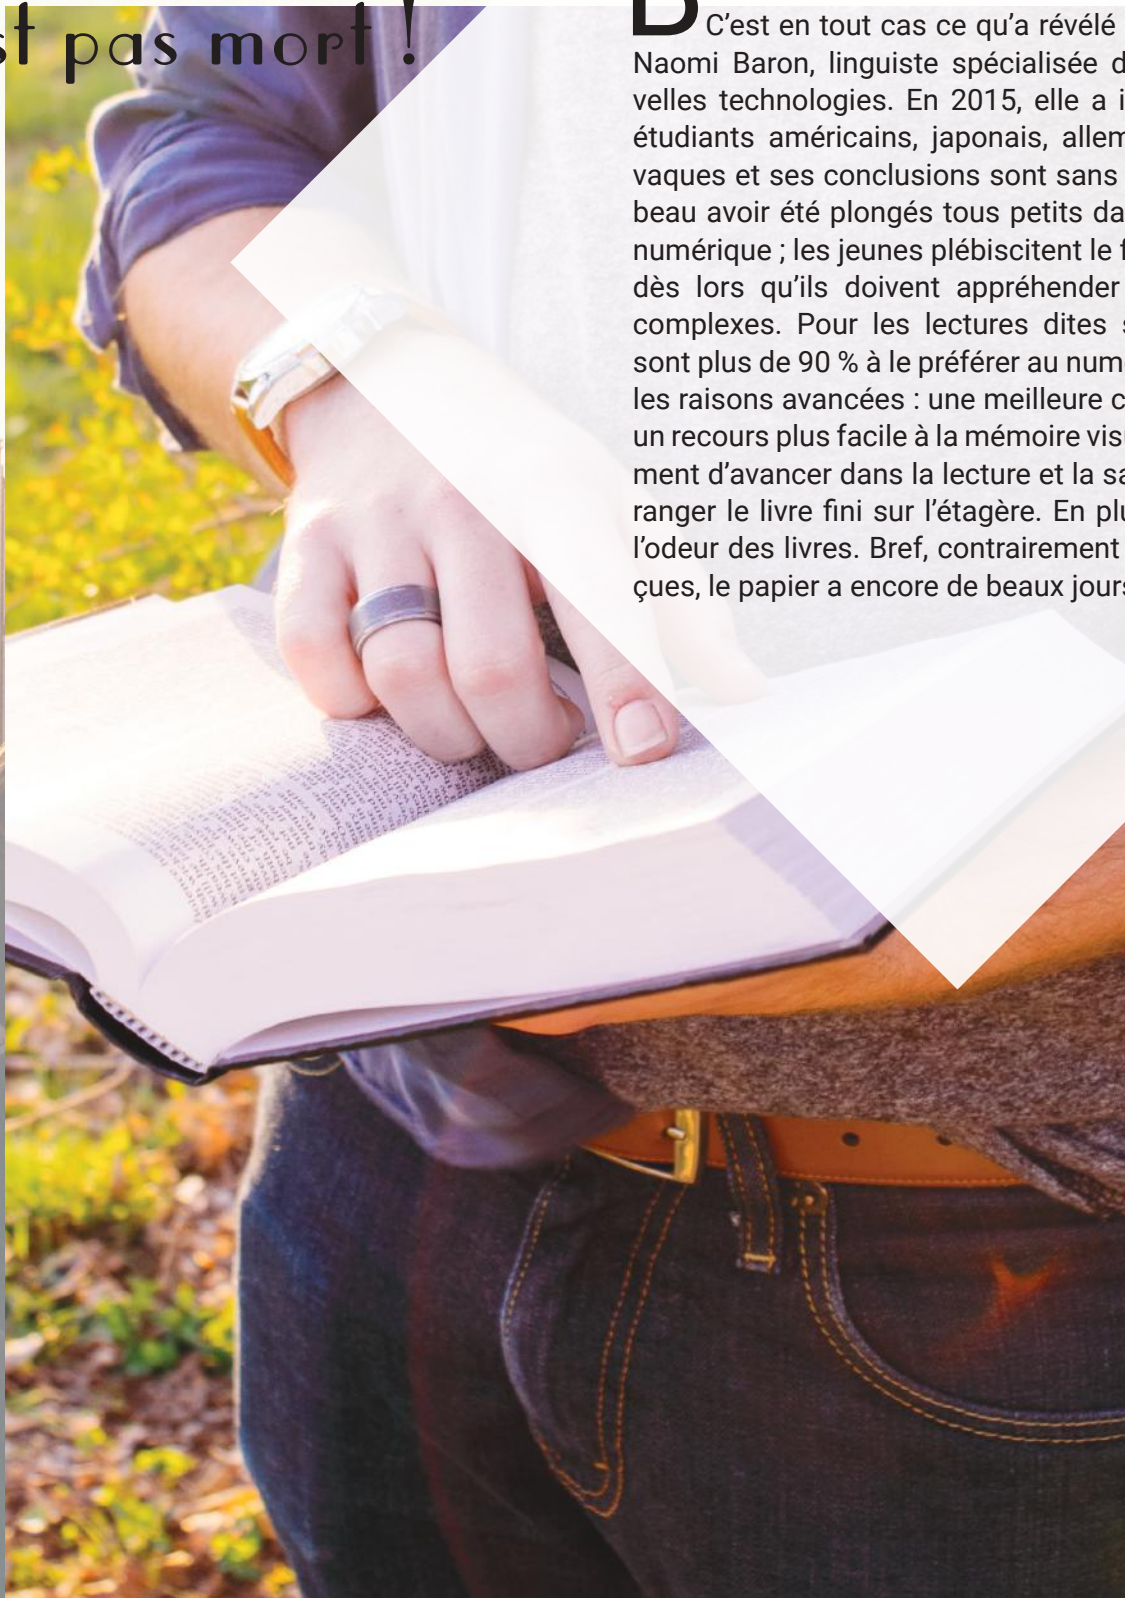 st pas mort !
C’est en tout cas ce qu’a révélé
Naomi Baron, linguiste spécialisée d
velles technologies. En 2015, elle a i
étudiants américains, japonais, allem
vaques et ses conclusions sont sans
beau avoir été plongés tous petits da
numérique ; les jeunes plébiscitent le f
dès lors qu’ils doivent appréhender
complexes. Pour les lectures dites s
sont plus de 90 % à le préférer au numé
les raisons avancées : une meilleure c
un recours plus facile à la mémoire visu
ment d’avancer dans la lecture et la sa
ranger le livre fini sur l’étagère. En plu
l’odeur des livres. Bref, contrairement
çues, le papier a encore de beaux jours